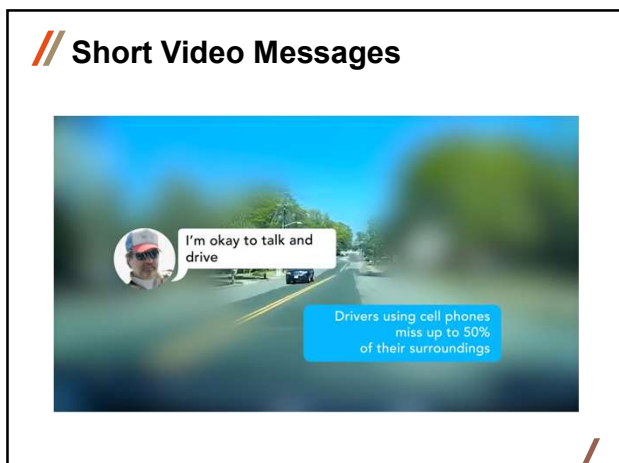 Short Video Messages
I'm okay to talk and
drive
Drivers using cell phones
miss up to 50%
of their surroundings